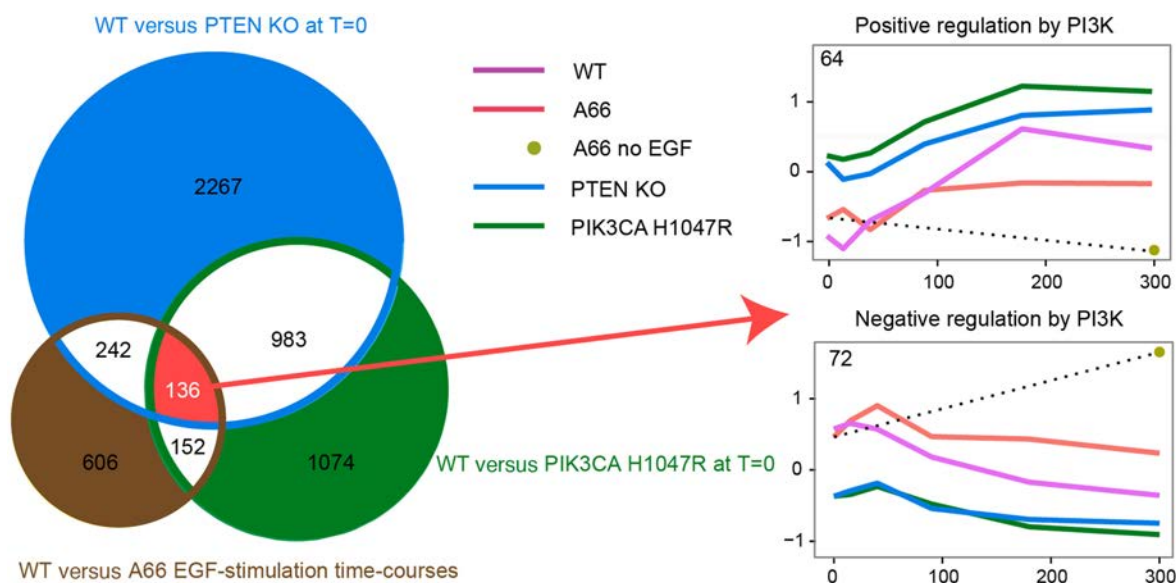 WT versus PTEN KO at T=0
2267
242
983
136
152
606
1074
WT versus PIK3CA H1047R at T=0
WT versus A66 EGF-stimulation time-courses
WT
A66
A66 no EGF
PTEN KO
PIK3CA H1047R
Positive regulation by PI3K
64
1
0
−1
0
100
200
300
Negative regulation by PI3K
72
1
0
−1
0
100
200
300